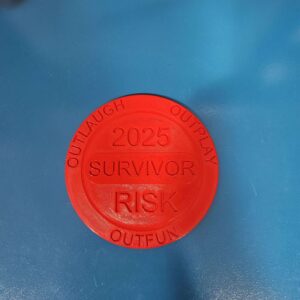 OUTLAUGH
OUTPLAY
2025
SURVIVOR
RISK
OUTFUN